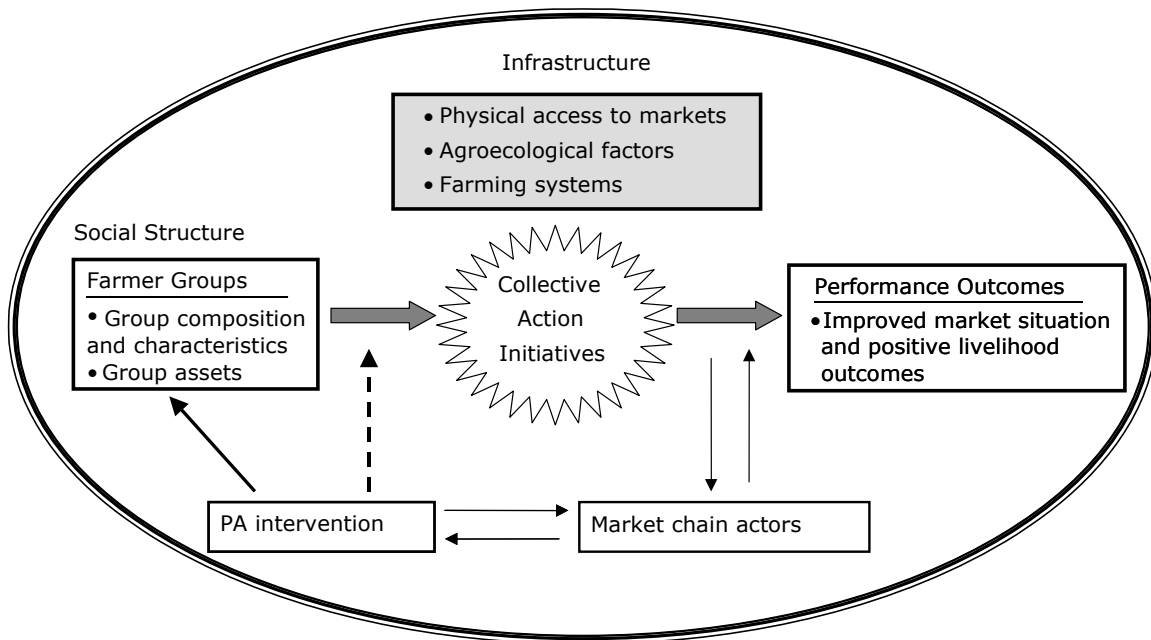 Infrastructure
• Physical access to markets
• Agroecological factors
• Farming systems
Social Structure
Farmer Groups
• Group composition
and characteristics
• Group assets
Collective
Action
Initiatives
Performance Outcomes
•Improved market situation
and positive livelihood
outcomes
PA intervention
Market chain actors